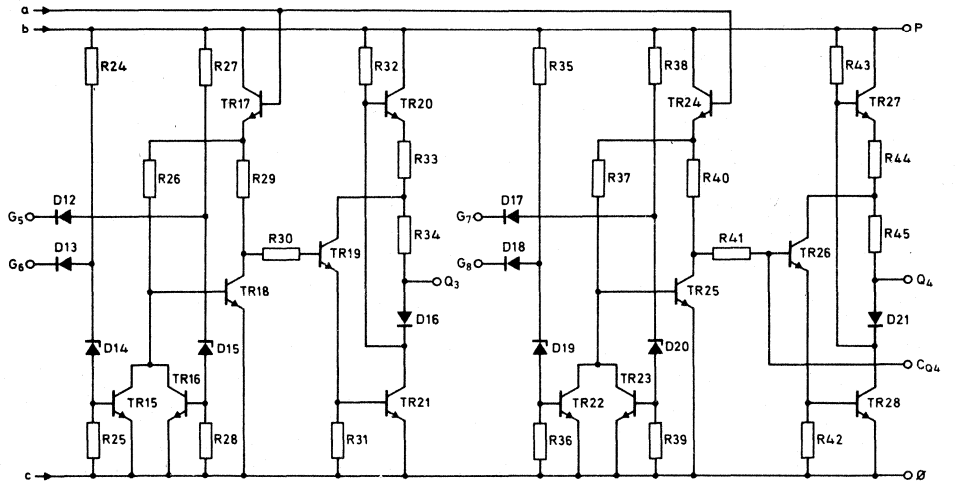 a
b
P
R24
R27
R32
R35
R38
R43
TR17
TR20
TR24
TR27
R26
R29
R33
R37
R40
R44
D12
G5
D17
G7
R34
R45
D13
G6
R30
TR19
D18
G8
R41
TR26
TR18
Q3
TR25
Q4
D16
D21
D14
D15
D19
D20
CQ4
TR16
TR23
TR15
TR21
TR22
TR28
R25
R28
R31
R36
R39
R42
c
Ø